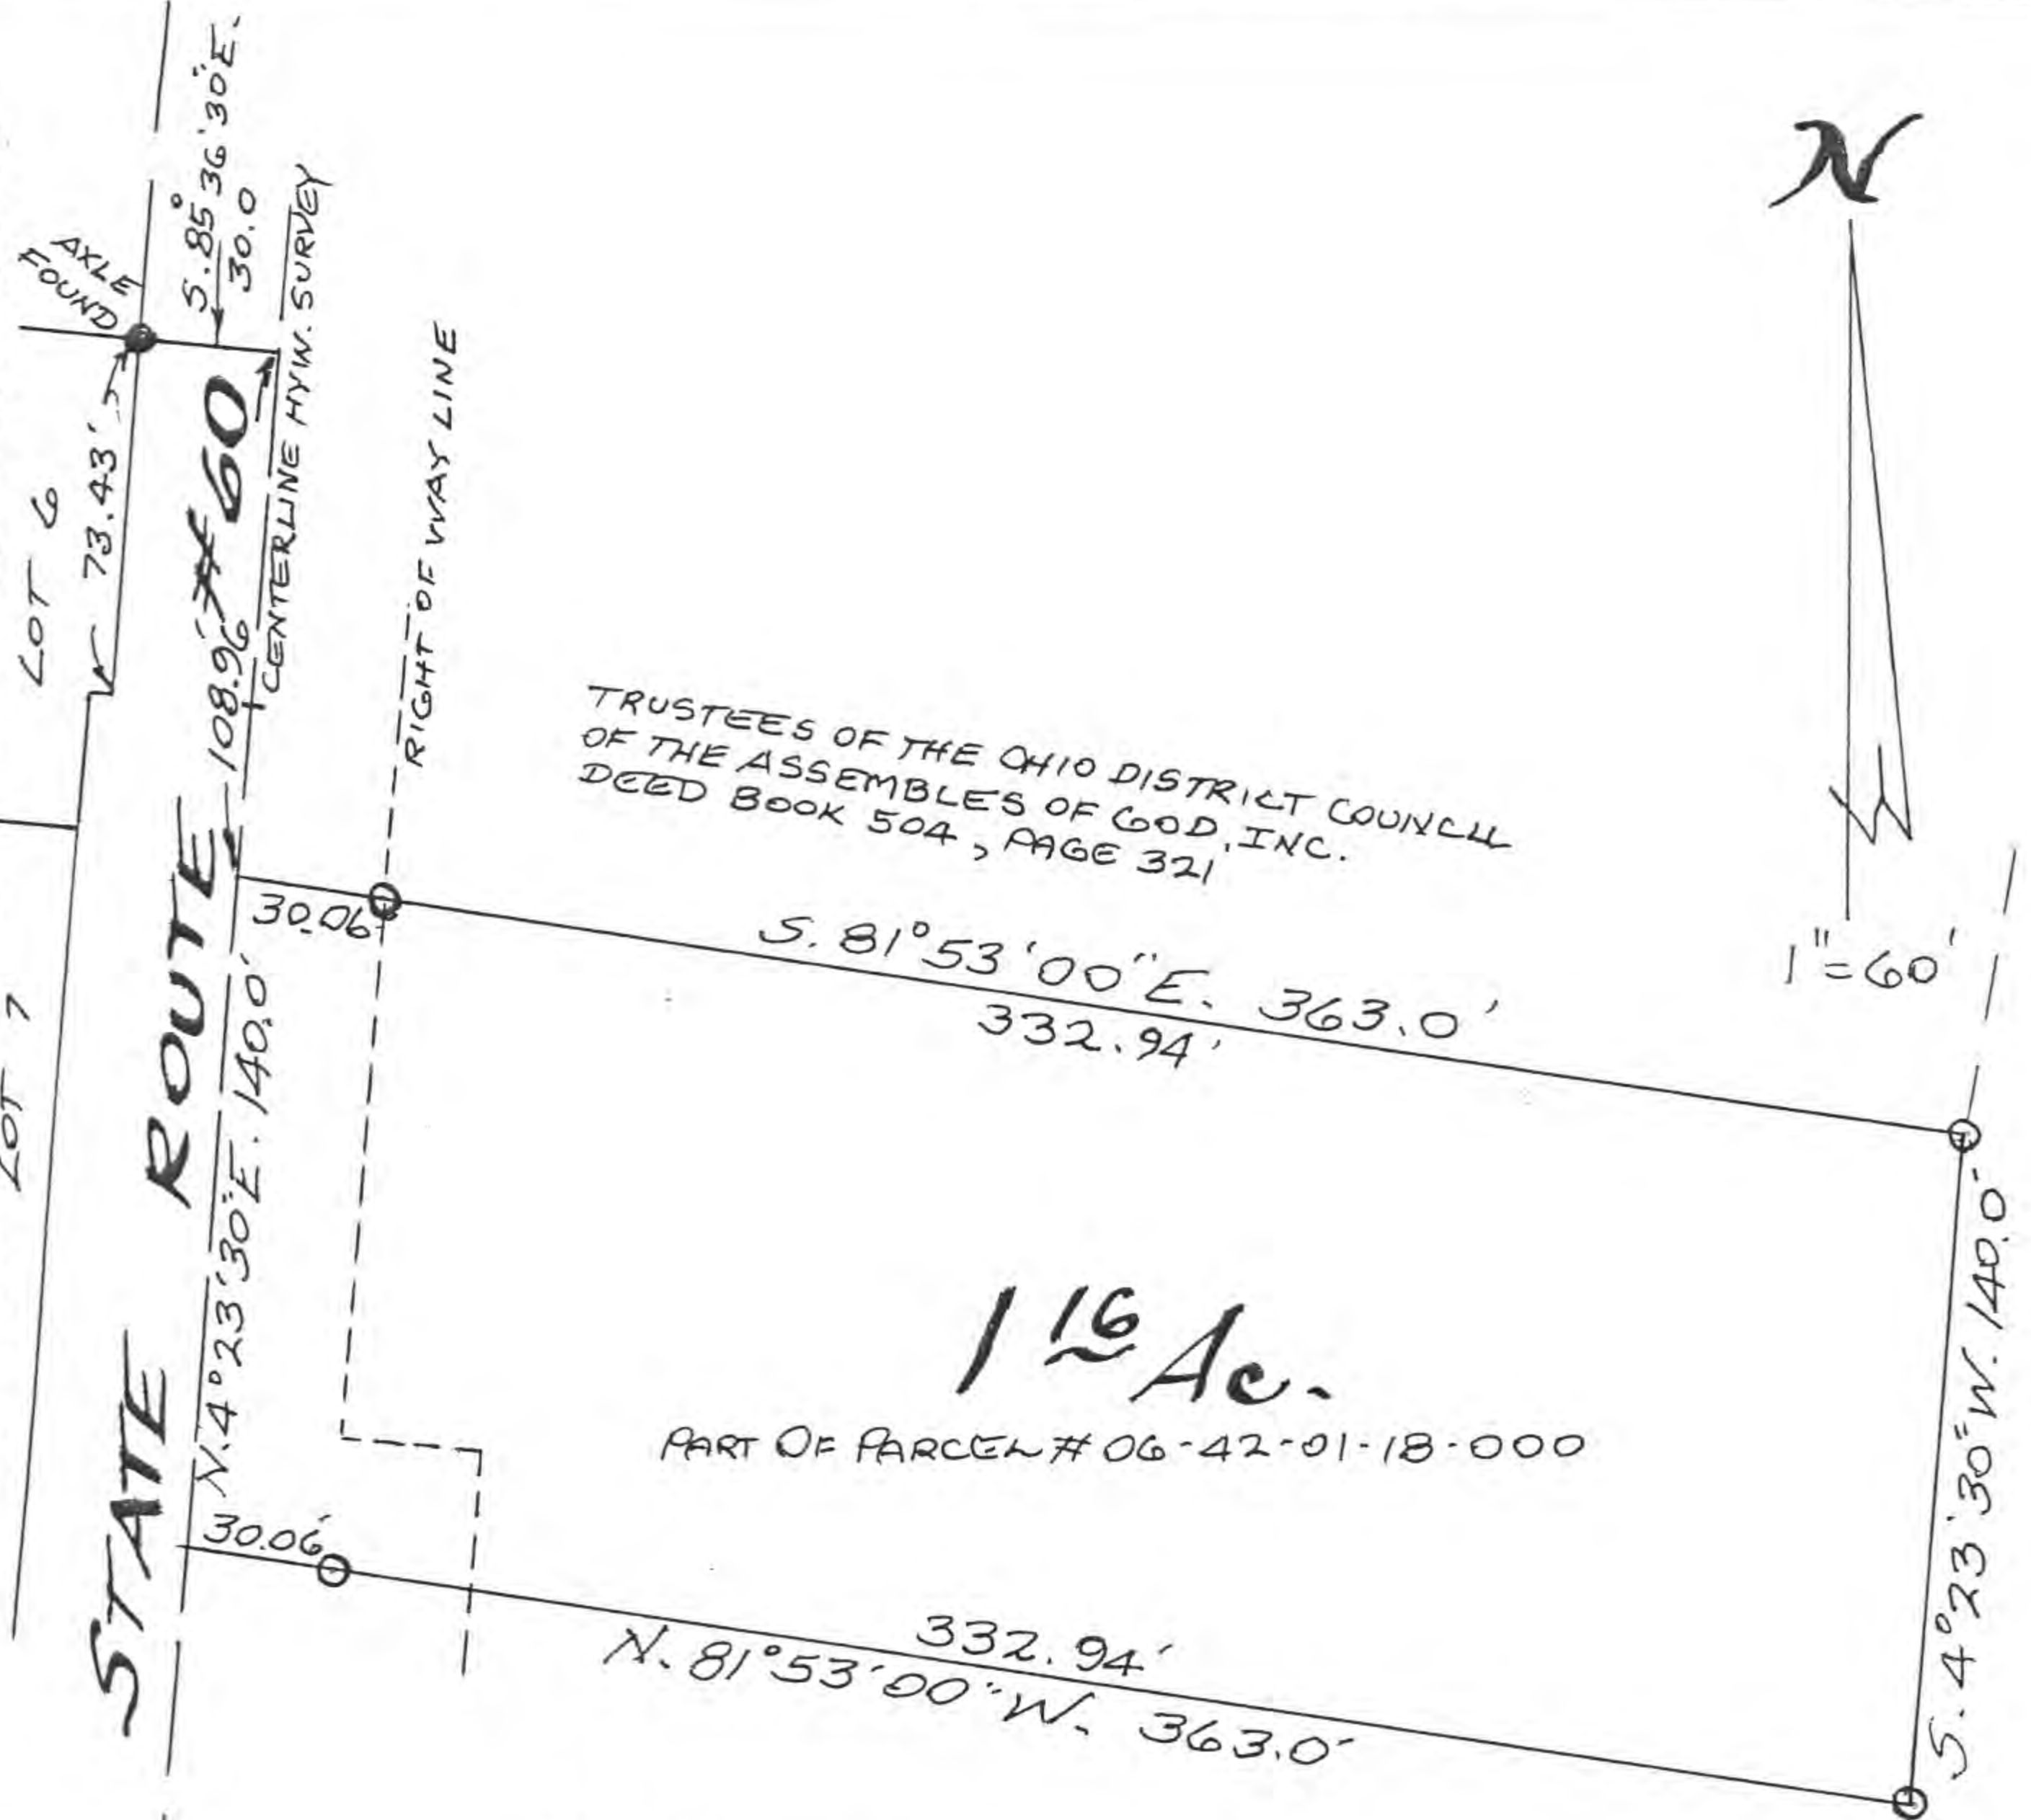 S. 85° 36' 30" E.
30.0
AXLE
FOUND
CENTERLINE HYW. SURVEY
RIGHT OF WAY LINE
LOT 6
73.43'
108.96'
STATE ROUTE #60
N
1"=60'
TRUSTEES OF THE OHIO DISTRICT COUNCIL
OF THE ASSEMBLES OF GOD, INC.
DEED BOOK 504, PAGE 321
30.06
S. 81° 53' 00" E. 363.0'
332.94'
LOT 7
N. 4° 23' 30" E. 140.0'
S. 4° 23' 30" W. 140.0'
1 16 Ac.
PART OF PARCEL # 06-42-01-18-000
30.06'
332.94'
N. 81° 53' 00" W. 363.0'